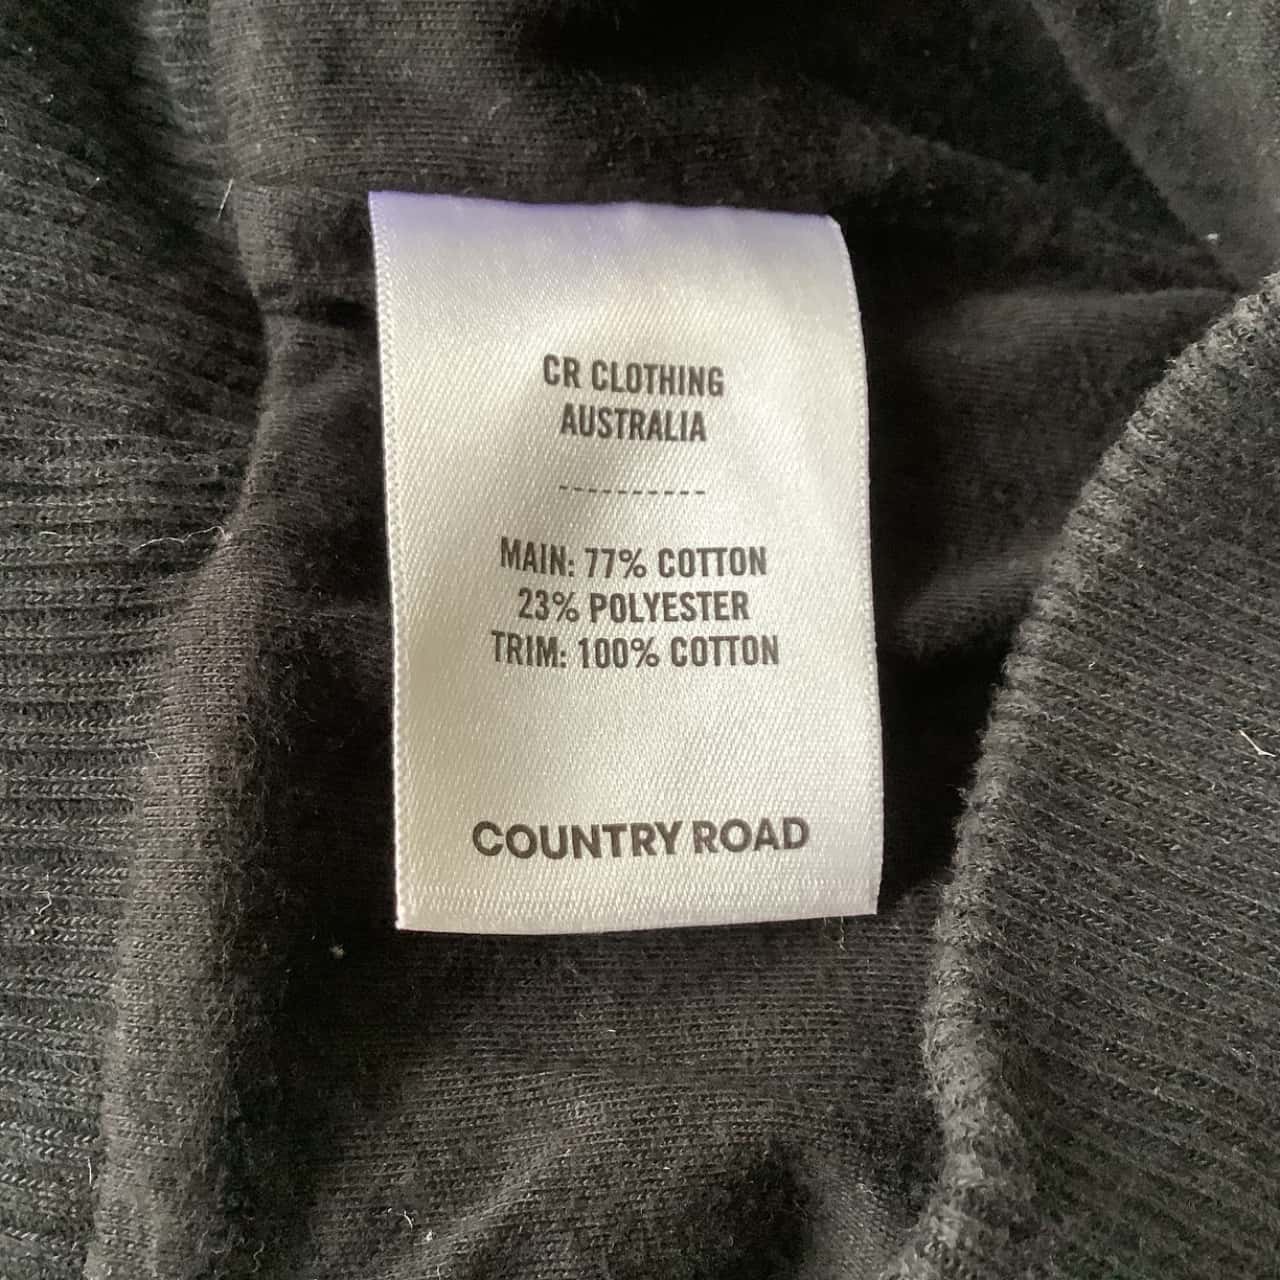 CR CLOTHING
AUSTRALIA
----------
MAIN: 77% COTTON
23% POLYESTER
TRIM: 100% COTTON
COUNTRY ROAD